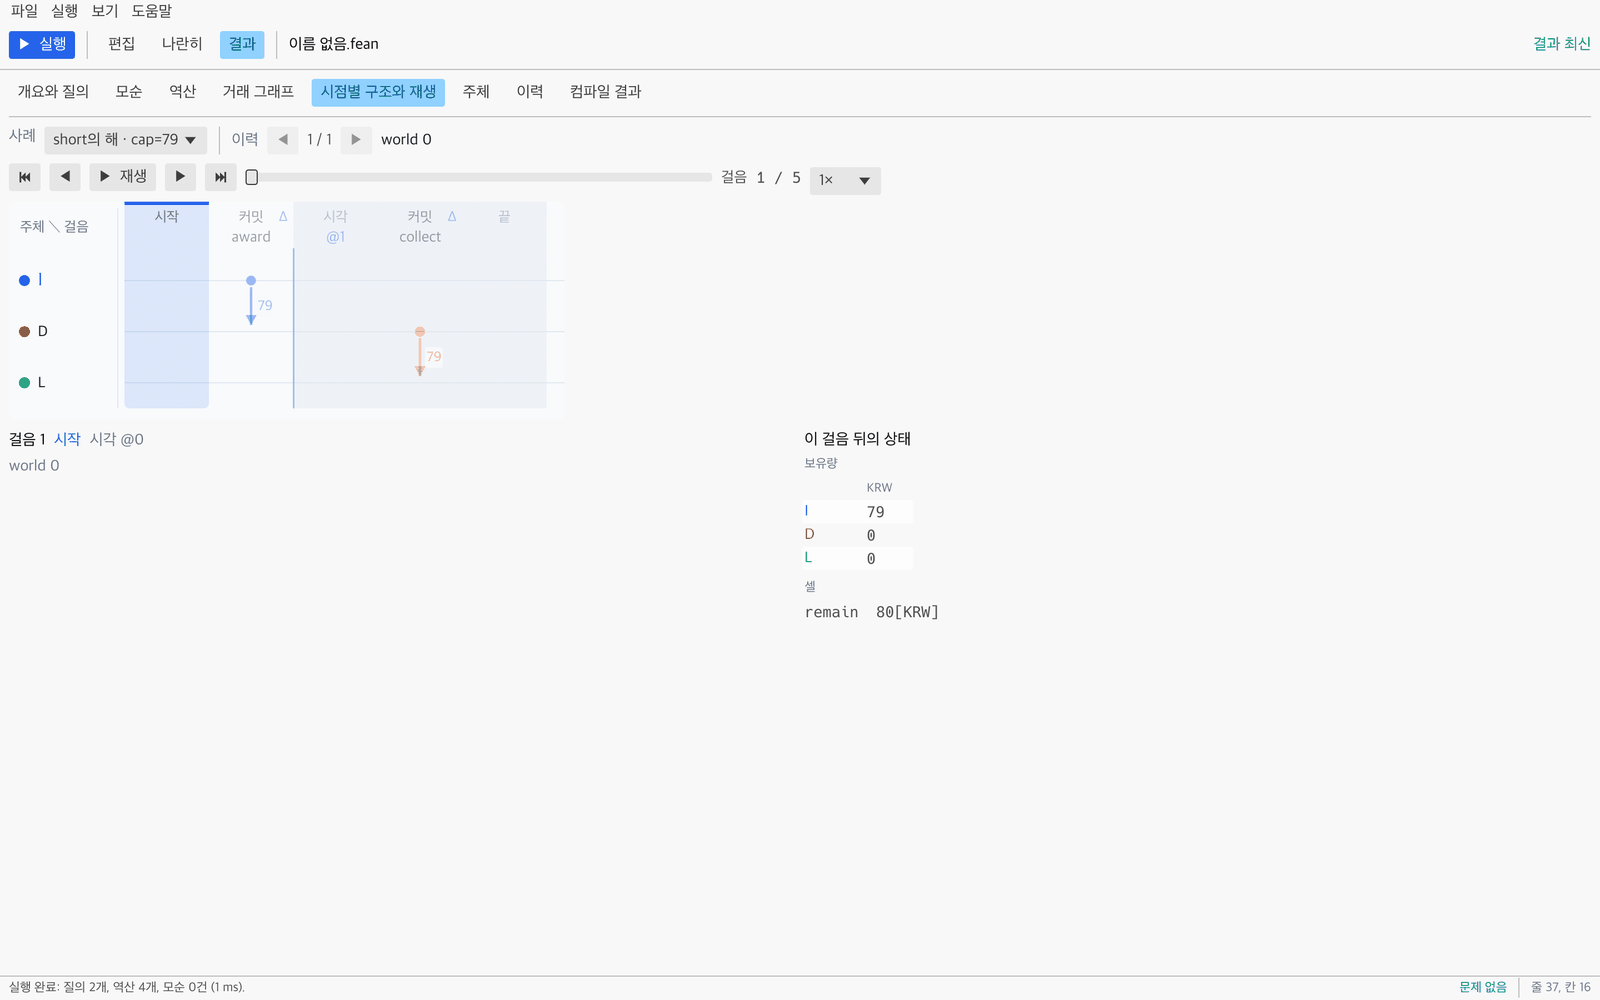 파일 실행 보기 도움말
▶ 실행 편집 나란히 결과 이름 없음.fean 결과 최신
개요와 질의 모순 역산 거래 그래프 시점별 구조와 재생 주체 이력 컴파일 결과
사례 short의 해 · cap=79 ▼ 이력 ◀ 1 / 1 ▶ world 0
⏮ ◀ ▶ 재생 ▶ ⏭ 걸음 1 / 5 1× ▼
주체 ＼ 걸음 시작 커밋 Δ 시각 커밋 Δ 끝
award @1 collect
I
79
D
79
L
걸음 1 시작 시각 @0
world 0
이 걸음 뒤의 상태
보유량
KRW
I 79
D 0
L 0
셀
remain 80[KRW]
실행 완료: 질의 2개, 역산 4개, 모순 0건 (1 ms). 문제 없음 줄 37, 칸 16